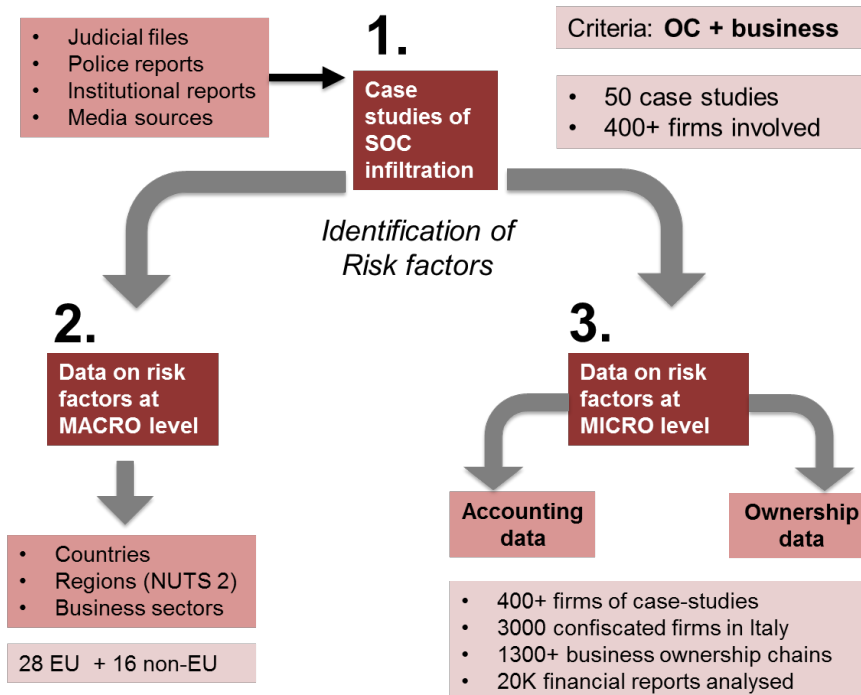 • Judicial files
• Police reports
• Institutional reports
• Media sources
1.
Case
studies of
SOC
infiltration
Criteria: OC + business
• 50 case studies
• 400+ firms involved
Identification of
Risk factors
2.
Data on risk
factors at
MACRO level
• Countries
• Regions (NUTS 2)
• Business sectors
28 EU + 16 non-EU
3.
Data on risk
factors at
MICRO level
Accounting
data
Ownership
data
• 400+ firms of case-studies
• 3000 confiscated firms in Italy
• 1300+ business ownership chains
• 20K financial reports analysed